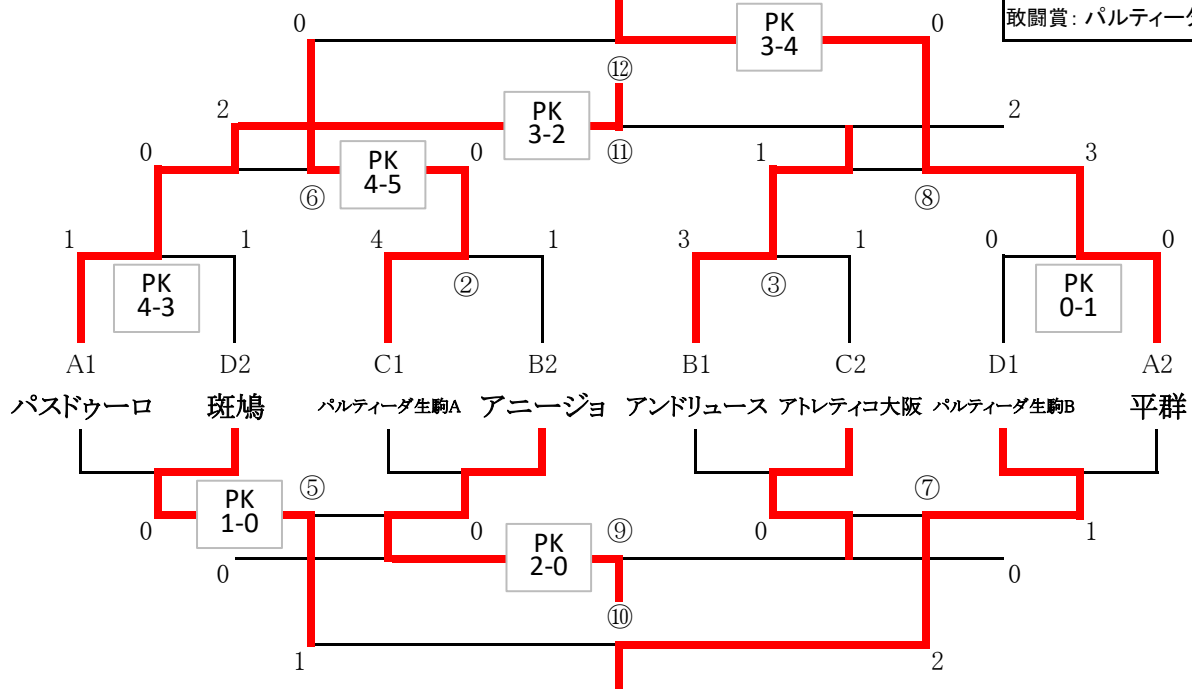 敢闘賞: パルティーダ
0
PK
3-4
0
⑫
2
PK
3-2
2
⑪
0
PK
4-5
0
1
3
⑥
⑧
1
1
4
1
3
1
0
0
PK
4-3
②
③
PK
0-1
A1
D2
C1
B2
B1
C2
D1
A2
パスドゥーロ
斑鳩
パルティーダ生駒A
アニージョ
アンドリュース
アトレティコ大阪
パルティーダ生駒B
平群
⑤
⑦
PK
1-0
0
0
⑨
0
1
PK
2-0
0
0
⑩
1
2